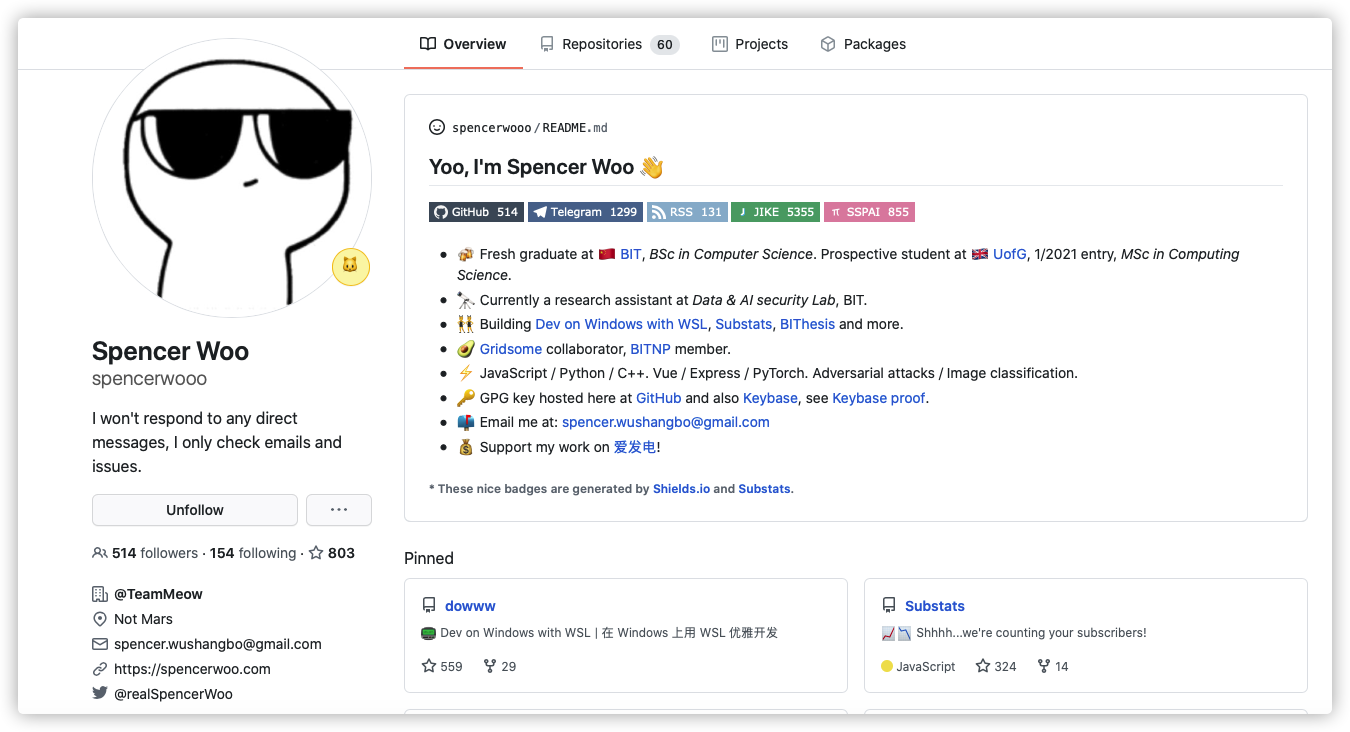 Overview Repositories 60 Projects Packages
spencerwooo/README.md
Yoo, I'm Spencer Woo 👋
GitHub 514 Telegram 1299 RSS 131 JIKE 5355 SSPAI 855
Fresh graduate at 🇨🇳 BIT, BSc in Computer Science. Prospective student at 🇬🇧 UofG, 1/2021 entry, MSc in Computing
Science.
Currently a research assistant at Data & AI security Lab, BIT.
Building Dev on Windows with WSL, Substats, BIThesis and more.
Gridsome collaborator, BITNP member.
JavaScript / Python / C++. Vue / Express / PyTorch. Adversarial attacks / Image classification.
GPG key hosted here at GitHub and also Keybase, see Keybase proof.
Email me at: spencer.wushangbo@gmail.com
Support my work on 爱发电!
* These nice badges are generated by Shields.io and Substats.
Spencer Woo
spencerwooo
I won't respond to any direct
messages, I only check emails and
issues.
Unfollow ...
514 followers · 154 following · 803
@TeamMeow
Not Mars
spencer.wushangbo@gmail.com
https://spencerwoo.com
@realSpencerWoo
Pinned
dowww
Dev on Windows with WSL | 在 Windows 上用 WSL 优雅开发
559 29
Substats
Shhhh...we're counting your subscribers!
JavaScript 324 14